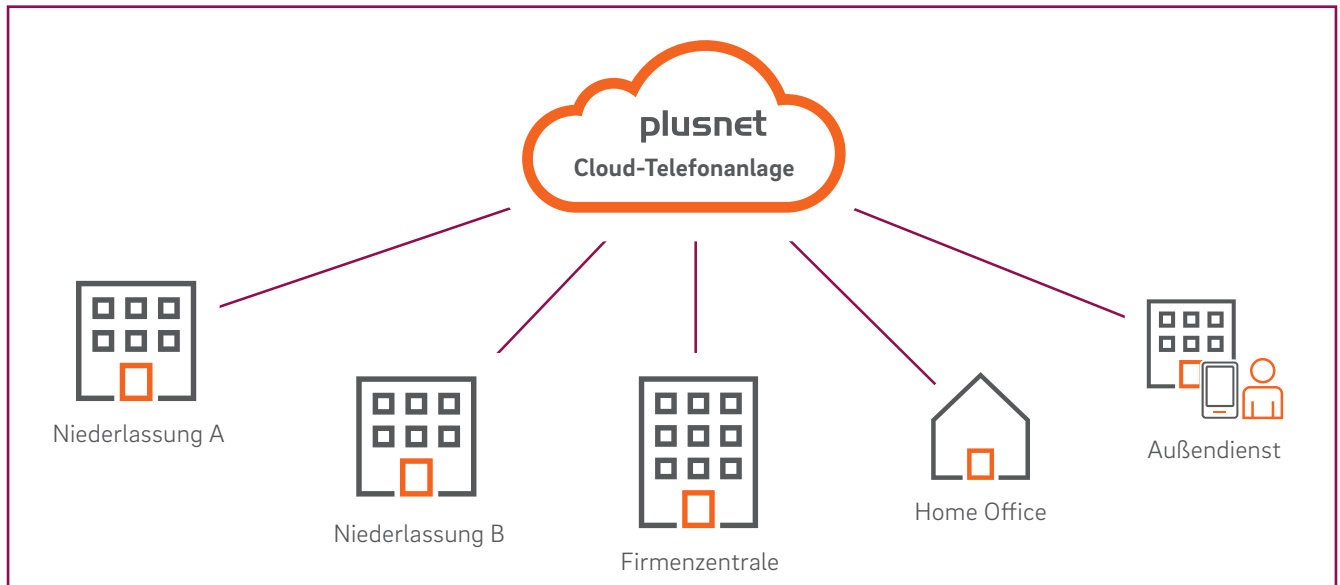 plusnet
Cloud-Telefonanlage
Niederlassung A
Niederlassung B
Firmenzentrale
Home Office
Außendienst